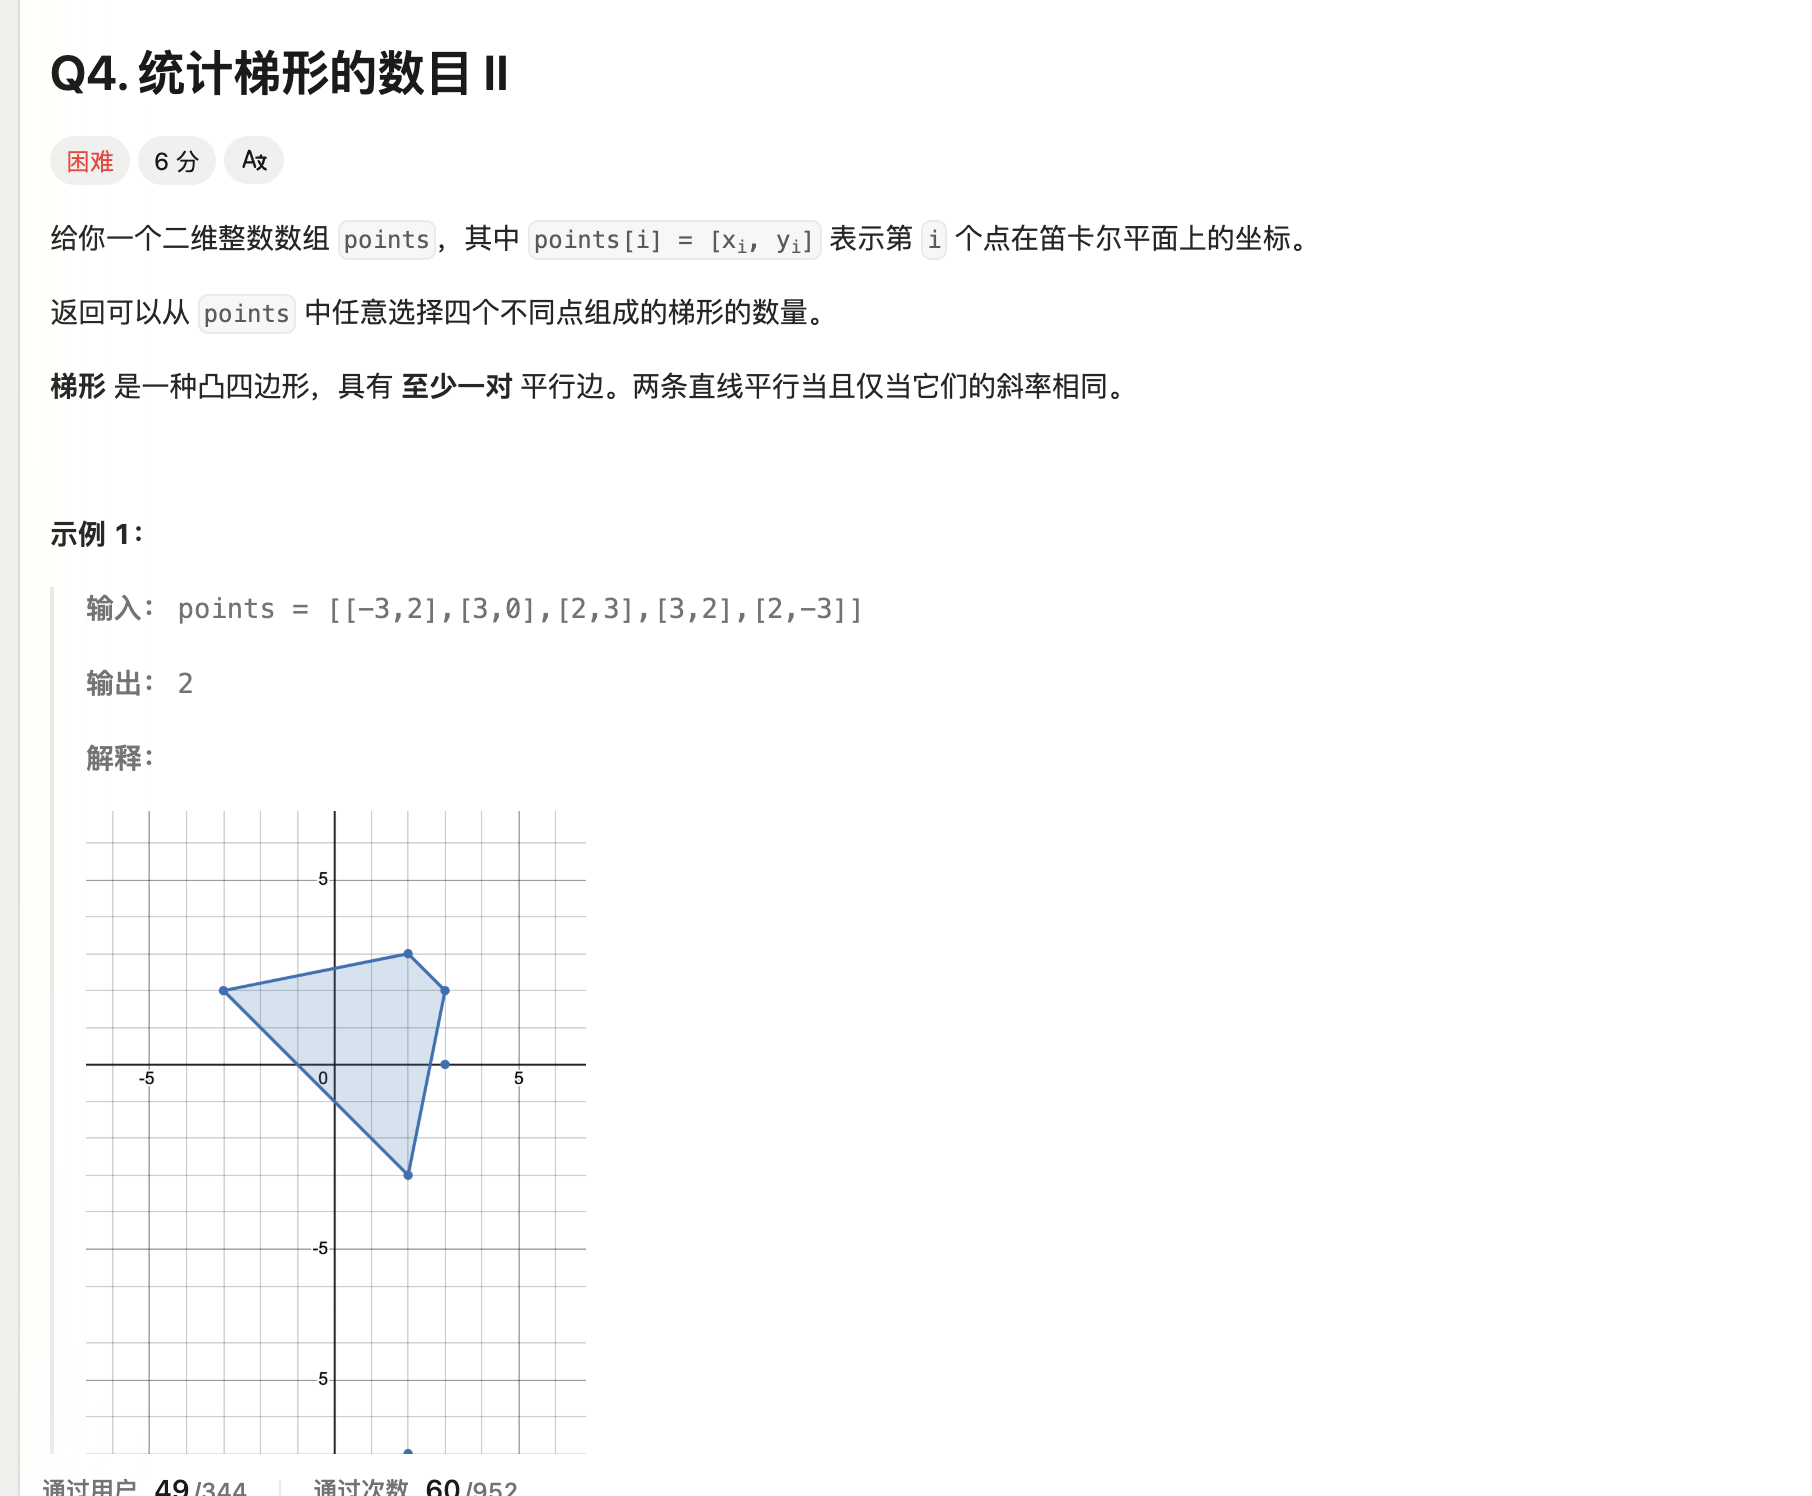 Q4. 统计梯形的数目 II
困难 6 分 A文
给你一个二维整数数组 points，其中 points[i] = [xi, yi] 表示第 i 个点在笛卡尔平面上的坐标。
返回可以从 points 中任意选择四个不同点组成的梯形的数量。
梯形 是一种凸四边形，具有 至少一对 平行边。两条直线平行当且仅当它们的斜率相同。
示例 1：
输入： points = [[-3,2],[3,0],[2,3],[3,2],[2,-3]]
输出： 2
解释：
5
-5 0 5
-5
5
通过用户 49/344 通过次数 60/952